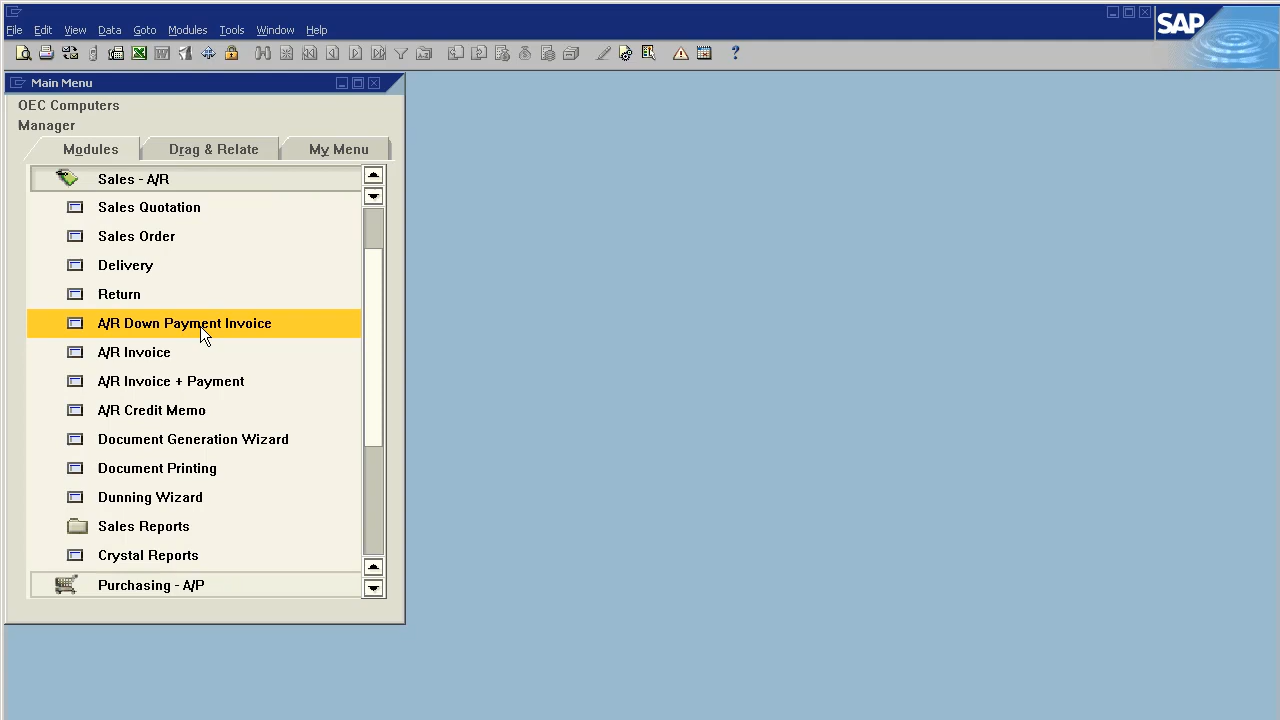 SAP
File Edit View Data Goto Modules Tools Window Help
Main Menu
OEC Computers
Manager
Modules Drag & Relate My Menu
Sales - A/R
Sales Quotation
Sales Order
Delivery
Return
A/R Down Payment Invoice
A/R Invoice
A/R Invoice + Payment
A/R Credit Memo
Document Generation Wizard
Document Printing
Dunning Wizard
Sales Reports
Crystal Reports
Purchasing - A/P